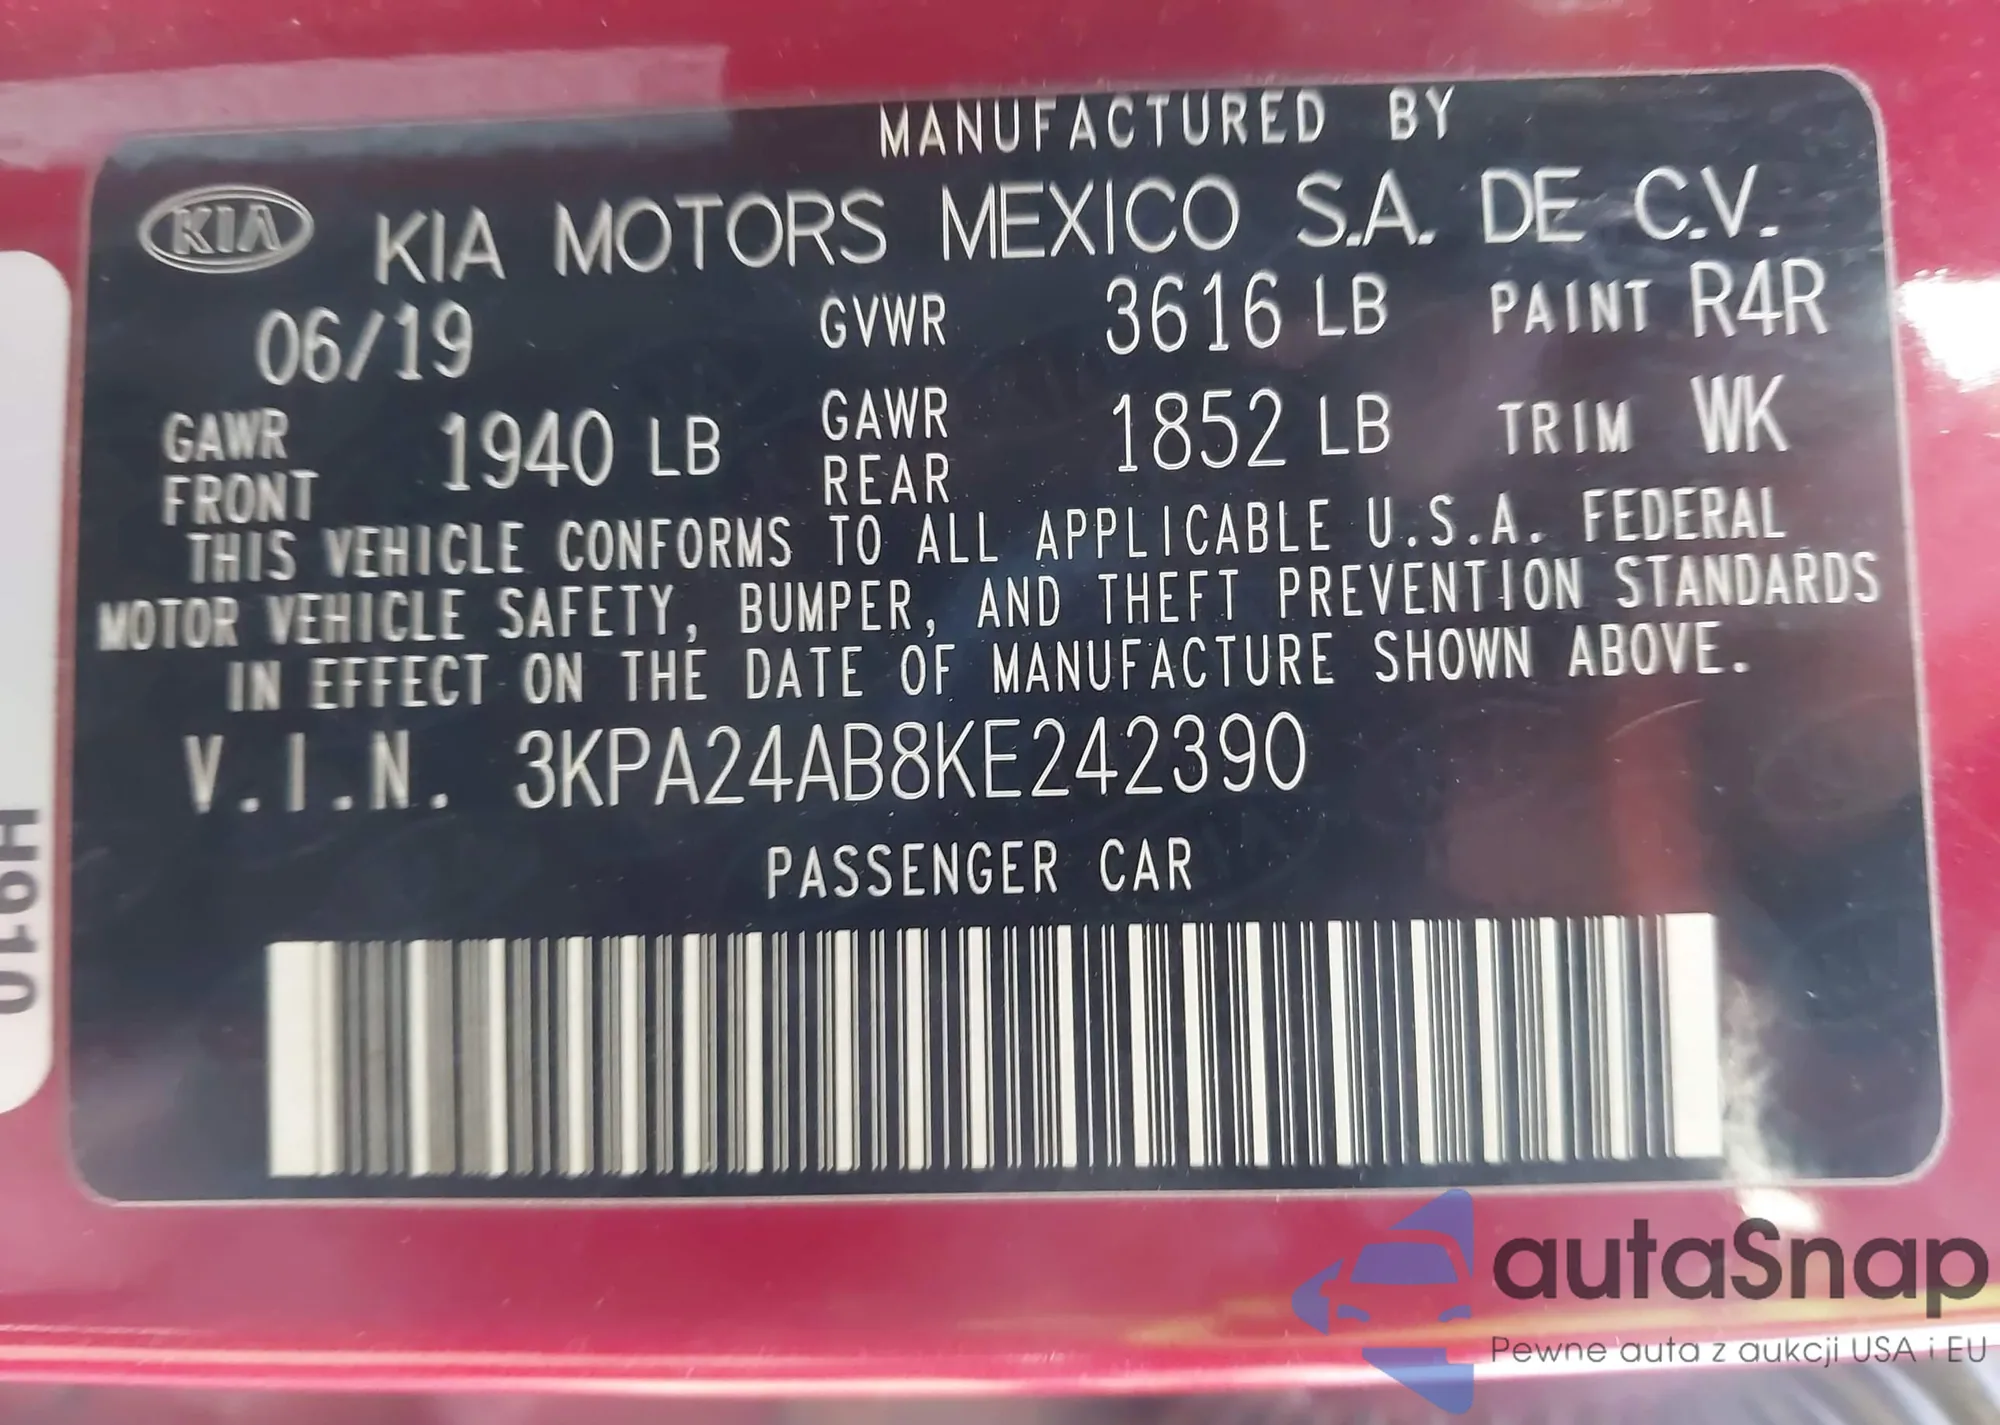 MANUFACTURED BY
KIA KIA MOTORS MEXICO S.A. DE C.V.
06/19 GVWR 3616 LB PAINT R4R
GAWR FRONT 1940 LB GAWR REAR 1852 LB TRIM WK
THIS VEHICLE CONFORMS TO ALL APPLICABLE U.S.A. FEDERAL
MOTOR VEHICLE SAFETY, BUMPER, AND THEFT PREVENTION STANDARDS
IN EFFECT ON THE DATE OF MANUFACTURE SHOWN ABOVE.
V.I.N. 3KPA24AB8KE242390
PASSENGER CAR
H910
autaSnap
Pewne auta z aukcji USA i EU